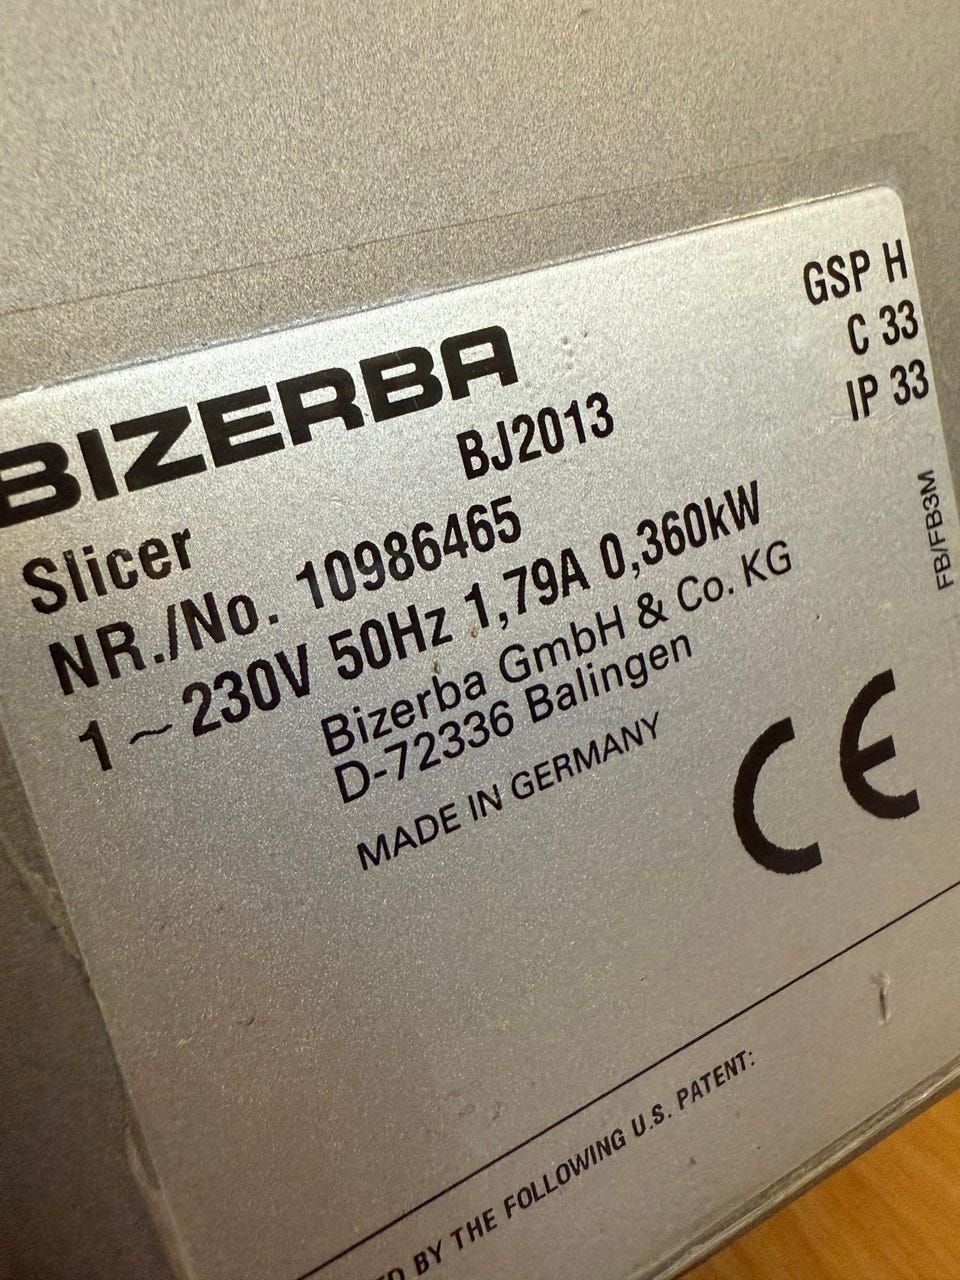 BIZERBA
GSP H
C 33
IP 33
BJ2013
Slicer
NR./No. 10986465
1 ~ 230V 50Hz 1,79A 0,360kW
Bizerba GmbH & Co. KG
D-72336 Balingen
MADE IN GERMANY
CE
FB/FB3M
BY THE FOLLOWING U.S. PATENT: